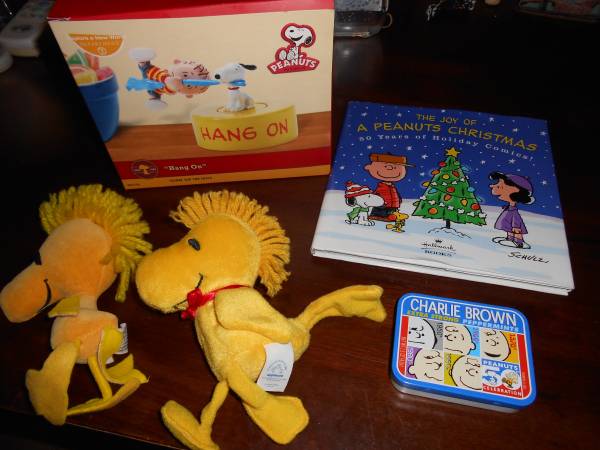 PEANUTS
HANG ON
"Hang On"
THE JOY OF
A PEANUTS CHRISTMAS
50 Years of Holiday Comics!
Hallmark
BOOKS
SCHULZ
CHARLIE BROWN
EXTRA STRONG PEPPERMINTS
PEANUTS
CELEBRATION